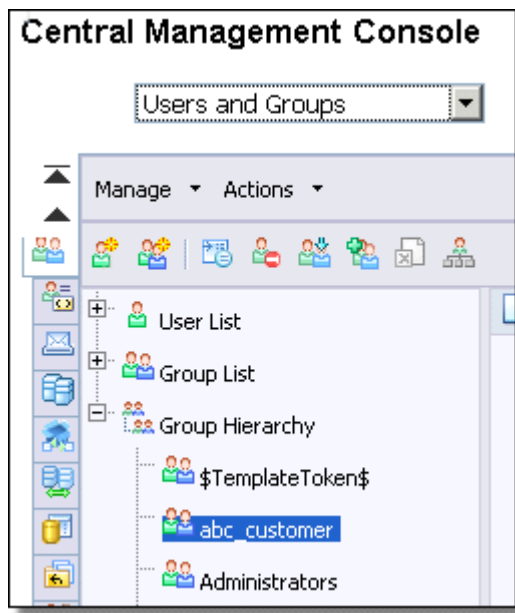 Central Management Console
Users and Groups
Manage Actions
User List
Group List
Group Hierarchy
$TemplateToken$
abc_customer
Administrators